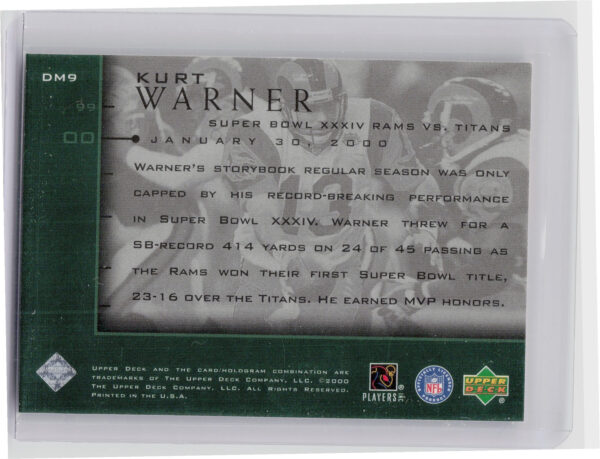 DM9
KURT
WARNER
99
00
SUPER BOWL XXXIV RAMS VS. TITANS
JANUARY 30, 2000
WARNER'S STORYBOOK REGULAR SEASON WAS ONLY
CAPPED BY HIS RECORD-BREAKING PERFORMANCE
IN SUPER BOWL XXXIV. WARNER THREW FOR A
SB-RECORD 414 YARDS ON 24 OF 45 PASSING AS
THE RAMS WON THEIR FIRST SUPER BOWL TITLE,
23-16 OVER THE TITANS. HE EARNED MVP HONORS.
UPPER DECK AND THE CARD/HOLOGRAM COMBINATION ARE
TRADEMARKS OF THE UPPER DECK COMPANY, LLC. ©2000
THE UPPER DECK COMPANY, LLC. ALL RIGHTS RESERVED.
PRINTED IN THE U.S.A.
PLAYERS INC
NFL
UPPER
DECK